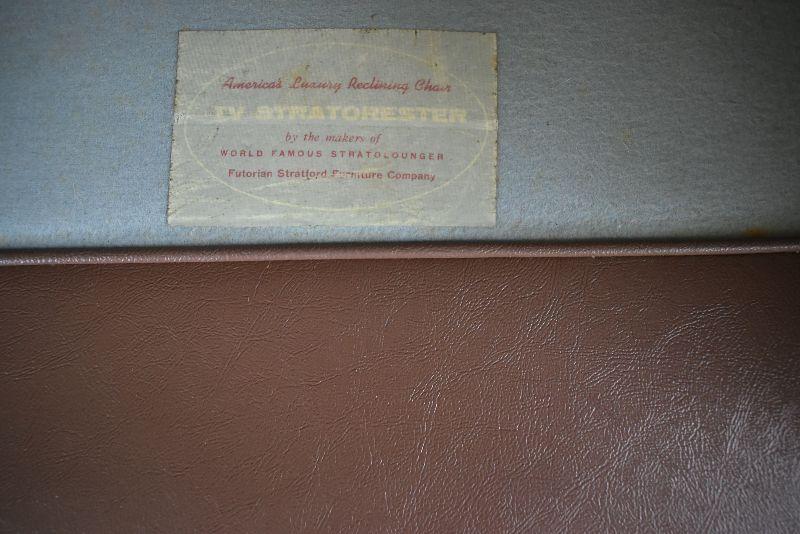 America's Luxury Reclining Chair
TV STRATORESTER
by the makers of
WORLD FAMOUS STRATOLOUNGER
Futorian Stratford Furniture Company